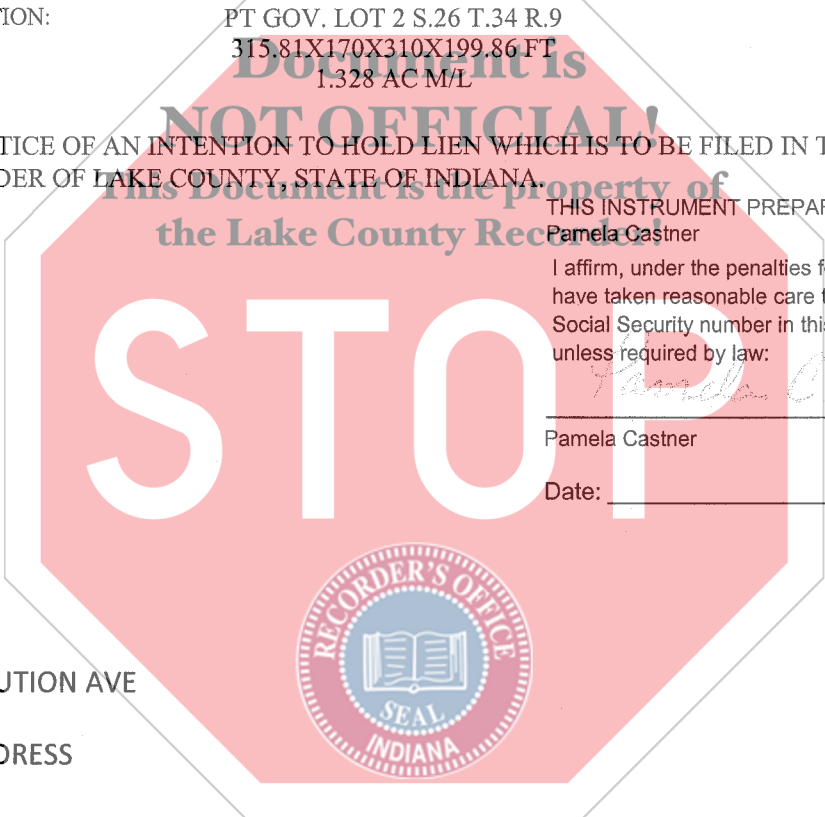 TION: PT GOV. LOT 2 S.26 T.34 R.9
315.81X170X310X199.86 FT
1.328 AC M/L
Document is
NOT OFFICIAL!
This Document is the property of
the Lake County Recorder!
TICE OF AN INTENTION TO HOLD LIEN WHICH IS TO BE FILED IN T
DER OF LAKE COUNTY, STATE OF INDIANA.
THIS INSTRUMENT PREPAR
Pamela Castner
I affirm, under the penalties f
have taken reasonable care t
Social Security number in this
unless required by law:
Pamela C
Pamela Castner
Date:
STOP
RECORDER'S OFFICE
SEAL
INDIANA
UTION AVE
DRESS